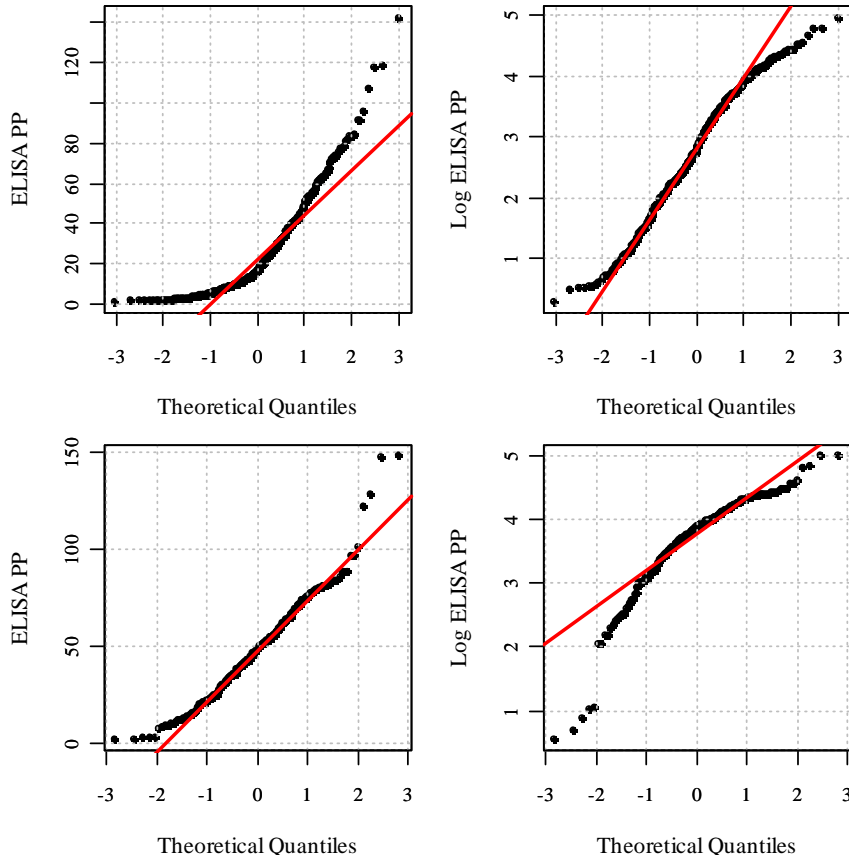 ELISA PP
0 20 40 60 80 120
-3 -2 -1 0 1 2 3
Theoretical Quantiles
Log ELISA PP
1 2 3 4 5
-3 -2 -1 0 1 2 3
Theoretical Quantiles
ELISA PP
0 50 100 150
-3 -2 -1 0 1 2 3
Theoretical Quantiles
Log ELISA PP
1 2 3 4 5
-3 -2 -1 0 1 2 3
Theoretical Quantiles